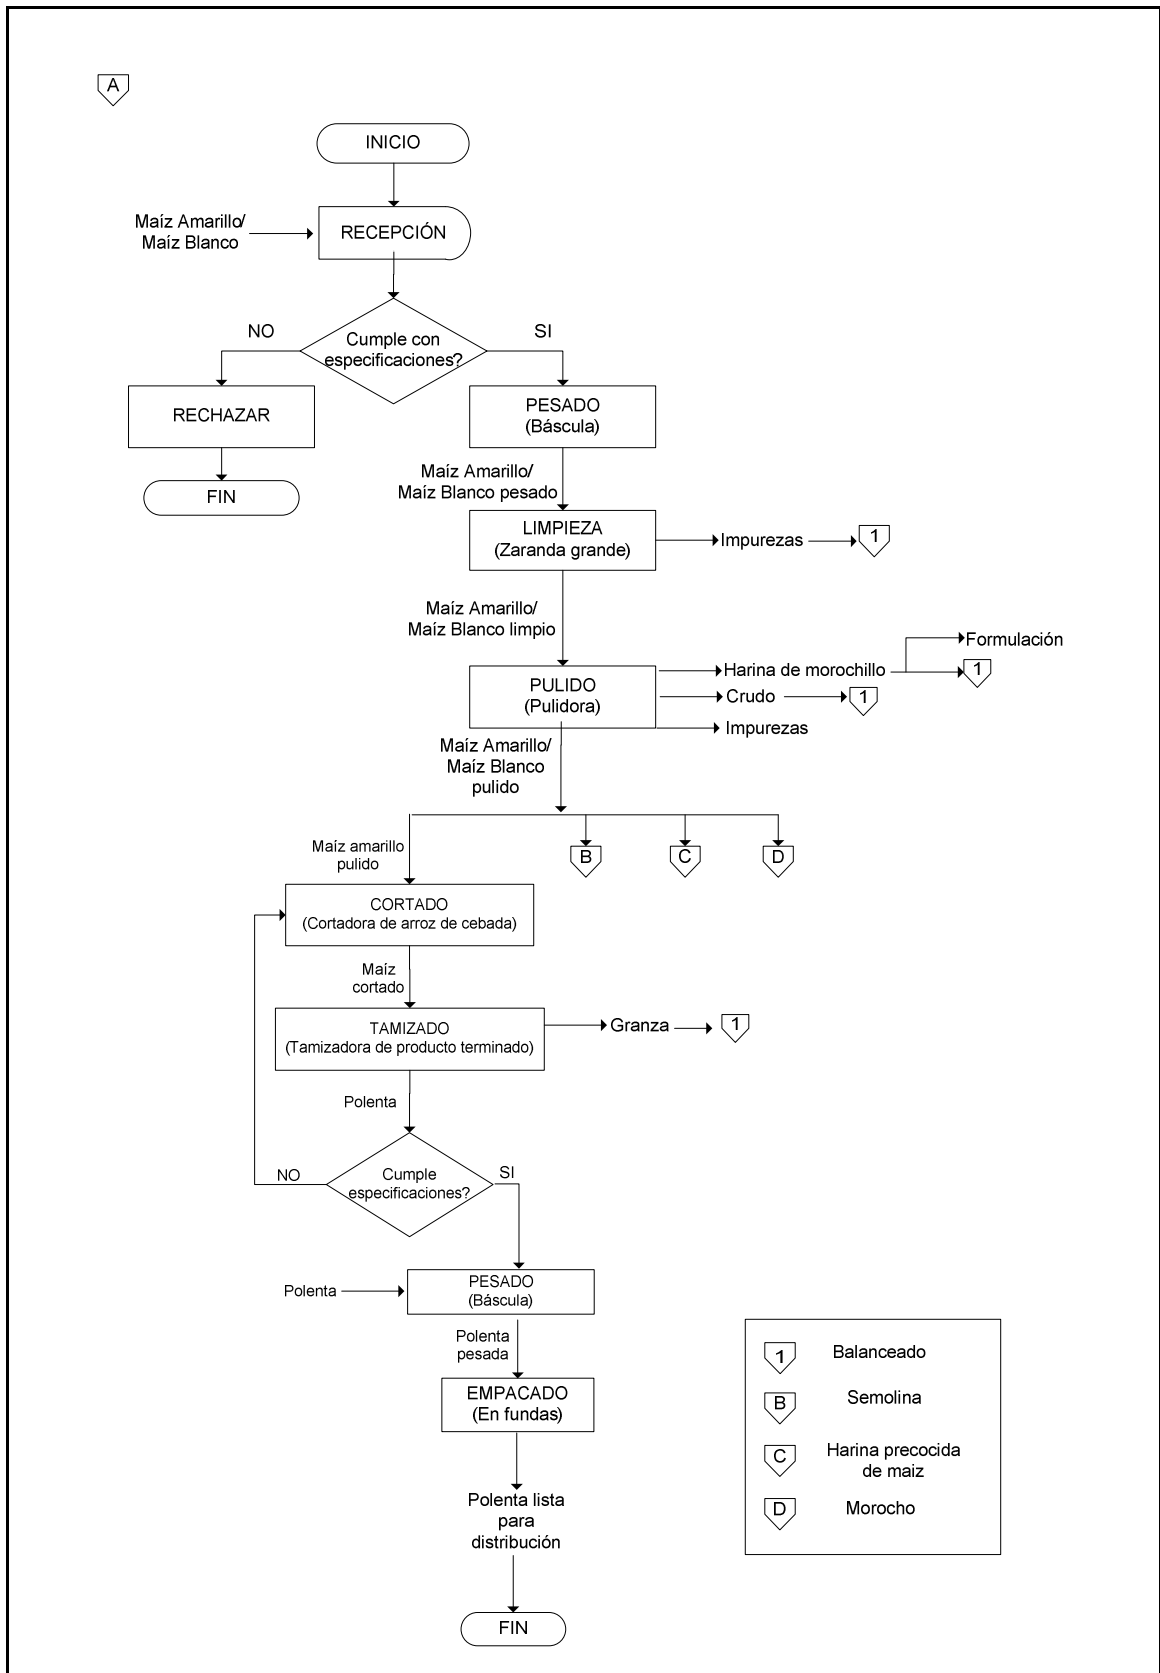 A
INICIO
Maíz Amarillo/
Maíz Blanco
RECEPCIÓN
NO
SI
Cumple con
especificaciones?
RECHAZAR
PESADO
(Báscula)
FIN
Maíz Amarillo/
Maíz Blanco pesado
LIMPIEZA
(Zaranda grande)
Impurezas
1
Maíz Amarillo/
Maíz Blanco limpio
PULIDO
(Pulidora)
Harina de morochillo
Formulación
1
Crudo
1
Impurezas
Maíz Amarillo/
Maíz Blanco
pulido
Maíz amarillo
pulido
B
C
D
CORTADO
(Cortadora de arroz de cebada)
Maíz
cortado
TAMIZADO
(Tamizadora de producto terminado)
Granza
1
Polenta
NO
Cumple
especificaciones?
SI
Polenta
PESADO
(Báscula)
Polenta
pesada
EMPACADO
(En fundas)
Polenta lista
para
distribución
FIN
1 Balanceado
B Semolina
C Harina precocida
de maiz
D Morocho